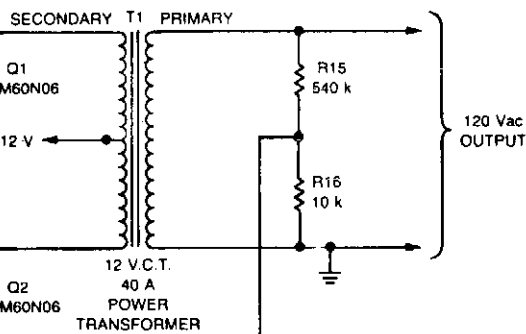 SECONDARY T1 PRIMARY
Q1
M60N06
R15
540 k
12 V
120 Vac
OUTPUT
R16
10 k
12 V.C.T.
40 A
POWER
TRANSFORMER
Q2
M60N06